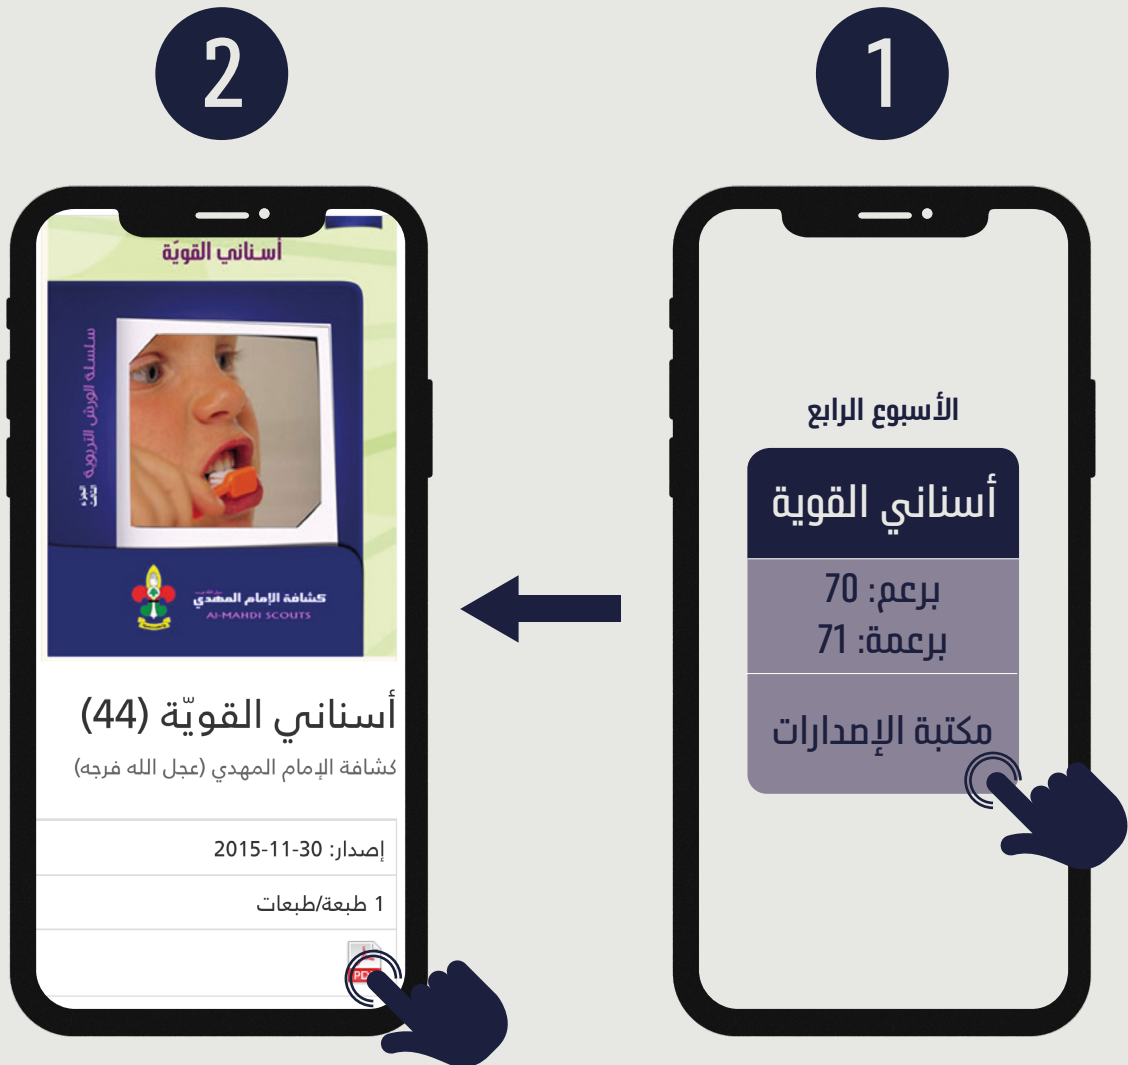 1
الأسبوع الرابع
أسناني القوية
برعم: 70
برعمة: 71
مكتبة الإصدارات
2
أسناني القويّة
سلسلة الورش التربوية
الجزء
الثالث
كشافة الإمام المهدي
Al-MAHDI SCOUTS
أسناني القويّة (44)
كشافة الإمام المهدي (عجل الله فرجه)
إصدار: 30-11-2015
1 طبعة/طبعات